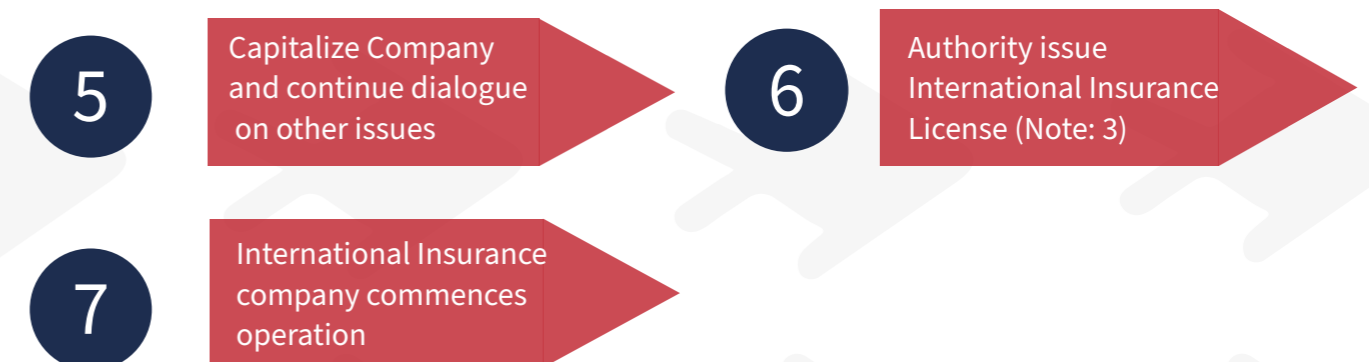 5
Capitalize Company
and continue dialogue
on other issues
6
Authority issue
International Insurance
License (Note: 3)
7
International Insurance
company commences
operation